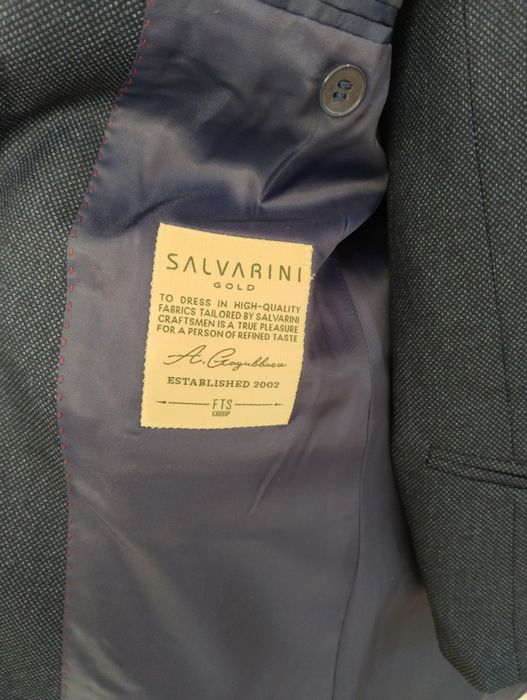 SALVARINI
GOLD
TO DRESS IN HIGH-QUALITY
FABRICS TAILORED BY SALVARINI
CRAFTSMEN IS A TRUE PLEASURE
FOR A PERSON OF REFINED TASTE
ESTABLISHED 2002
FTS
GROUP